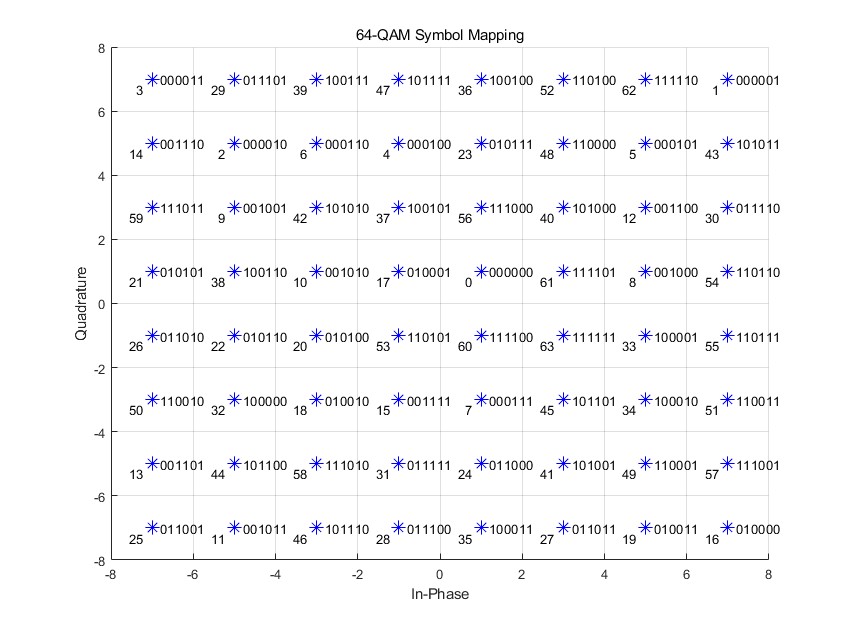 64-QAM Symbol Mapping
8
000011 011101 100111 101111 100100 110100 111110 000001
3 29 39 47 36 52 62 1
6
001110 000010 000110 000100 010111 110000 000101 101011
14 2 6 4 23 48 5 43
4
111011 001001 101010 100101 111000 101000 001100 011110
59 9 42 37 56 40 12 30
2
010101 100110 001010 010001 000000 111101 001000 110110
21 38 10 17 0 61 8 54
0
Quadrature
011010 010110 010100 110101 111100 111111 100001 110111
26 22 20 53 60 63 33 55
-2
110010 100000 010010 001111 000111 101101 100010 110011
50 32 18 15 7 45 34 51
-4
001101 101100 111010 011111 011000 101001 110001 111001
13 44 58 31 24 41 49 57
-6
011001 001011 101110 011100 100011 011011 010011 010000
25 11 46 28 35 27 19 16
-8
-8 -6 -4 -2 0 2 4 6 8
In-Phase